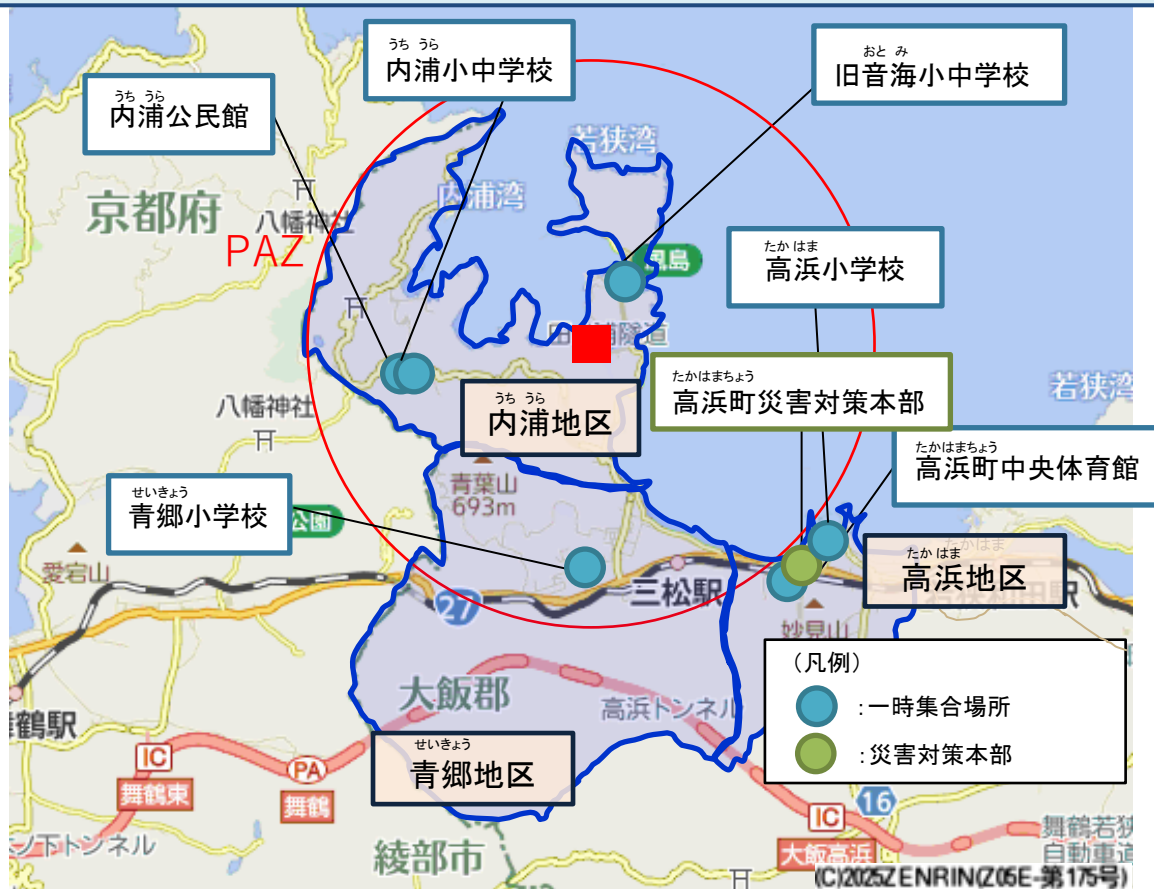 うち うら
内浦小中学校
おと み
旧音海小中学校
うち うら
内浦公民館
若狭湾
京都府
八幡神社
内浦湾
PAZ
たか はま
高浜小学校
たかはまちょう
高浜町災害対策本部
若狭湾
八幡神社
うち うら
内浦地区
たかはまちょう
高浜町中央体育館
青葉山
693m
せいきょう
青郷小学校
公園
愛宕山
27
三松駅
たか はま
高浜地区
妙見山
(凡例)
:一時集合場所
:災害対策本部
大飯郡
高浜トンネル
鶴駅
IC
舞鶴東
PA
舞鶴
せいきょう
青郷地区
16
IC
大飯高浜
舞鶴若狭
自動車道
ノ下トンネル
綾部市
(C)2025ZENRIN(Z05E-第175号)